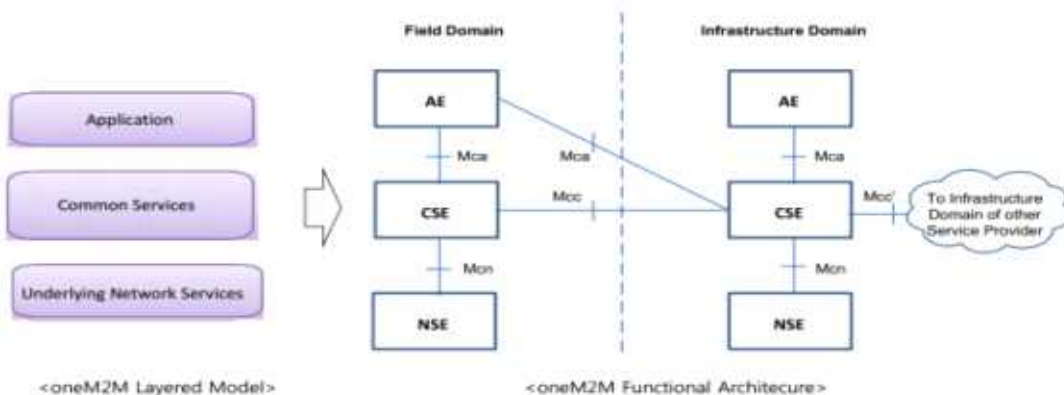 Field Domain
Infrastructure Domain
Application
Common Services
Underlying Network Services
AE
AE
Mca
Mca
Mca
CSE
Mcc
CSE
Mcc'
To Infrastructure
Domain of other
Service Provider
Mcn
Mcn
NSE
NSE
<oneM2M Layered Model>
<oneM2M Functional Architecure>